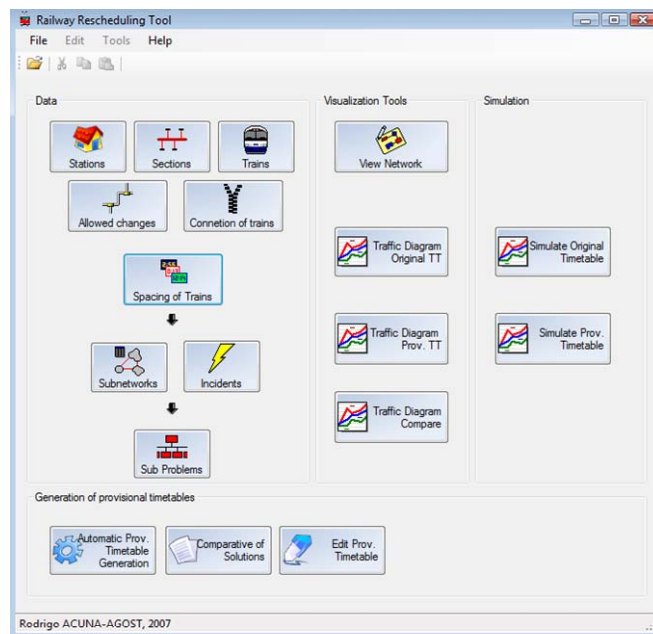 Railway Rescheduling Tool
File Edit Tools Help
Data
Visualization Tools
Simulation
Stations
Sections
Trains
View Network
Allowed changes
Connetion of trains
Traffic Diagram
Original TT
Simulate Original
Timetable
2:55
Spacing of Trains
Traffic Diagram
Prov. TT
Simulate Prov.
Timetable
Subnetworks
Incidents
Traffic Diagram
Compare
Sub Problems
Generation of provisional timetables
Automatic Prov.
Timetable
Generation
Comparative of
Solutions
Edit Prov.
Timetable
Rodrigo ACUNA-AGOST, 2007